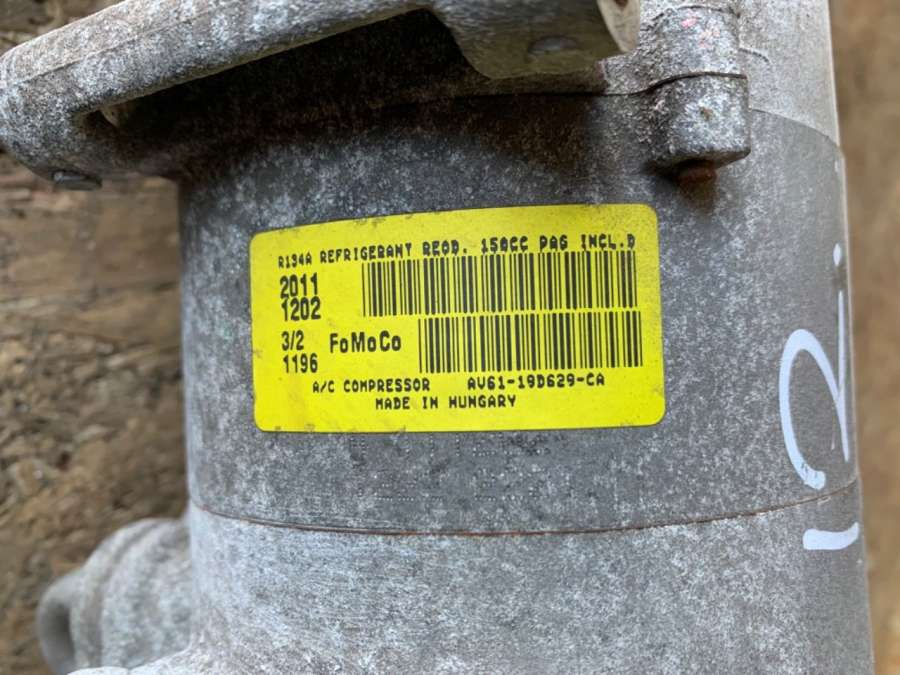 R134A REFRIGERANT REQD. 150CC PAG INCL.D
2011
1202
3/2 FoMoCo
1196
A/C COMPRESSOR AV61-19D629-CA
MADE IN HUNGARY